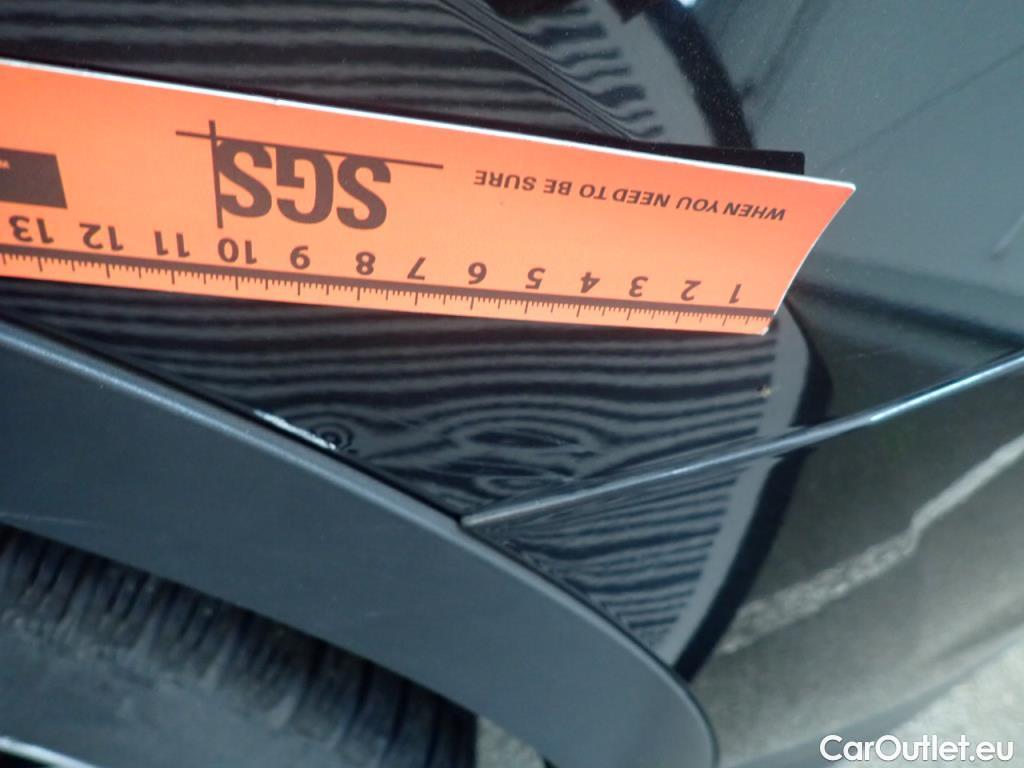 WHEN YOU NEED TO BE SURE
SGS
1 2 3 4 5 6 7 8 9 10 11 12 13
CarOutlet.eu